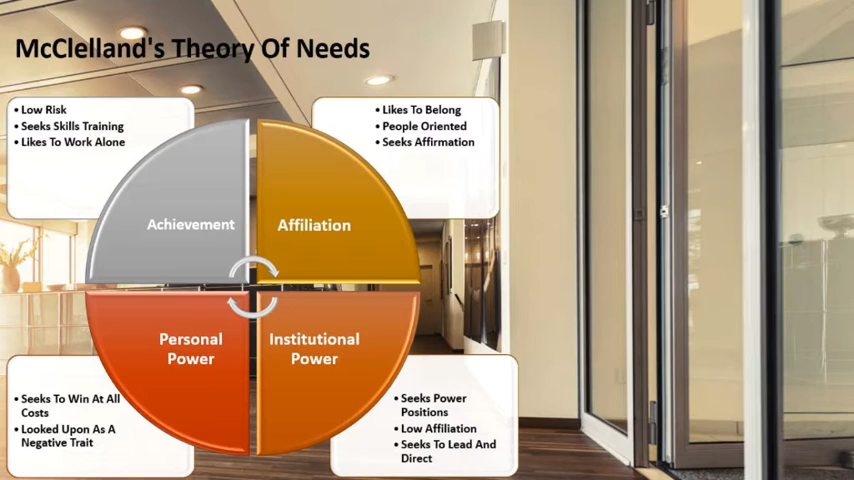 McClelland's Theory Of Needs
• Low Risk
• Seeks Skills Training
• Likes To Work Alone
• Likes To Belong
• People Oriented
• Seeks Affirmation
Achievement
Affiliation
Personal
Power
Institutional
Power
• Seeks To Win At All
Costs
• Looked Upon As A
Negative Trait
• Seeks Power
Positions
• Low Affiliation
• Seeks To Lead And
Direct